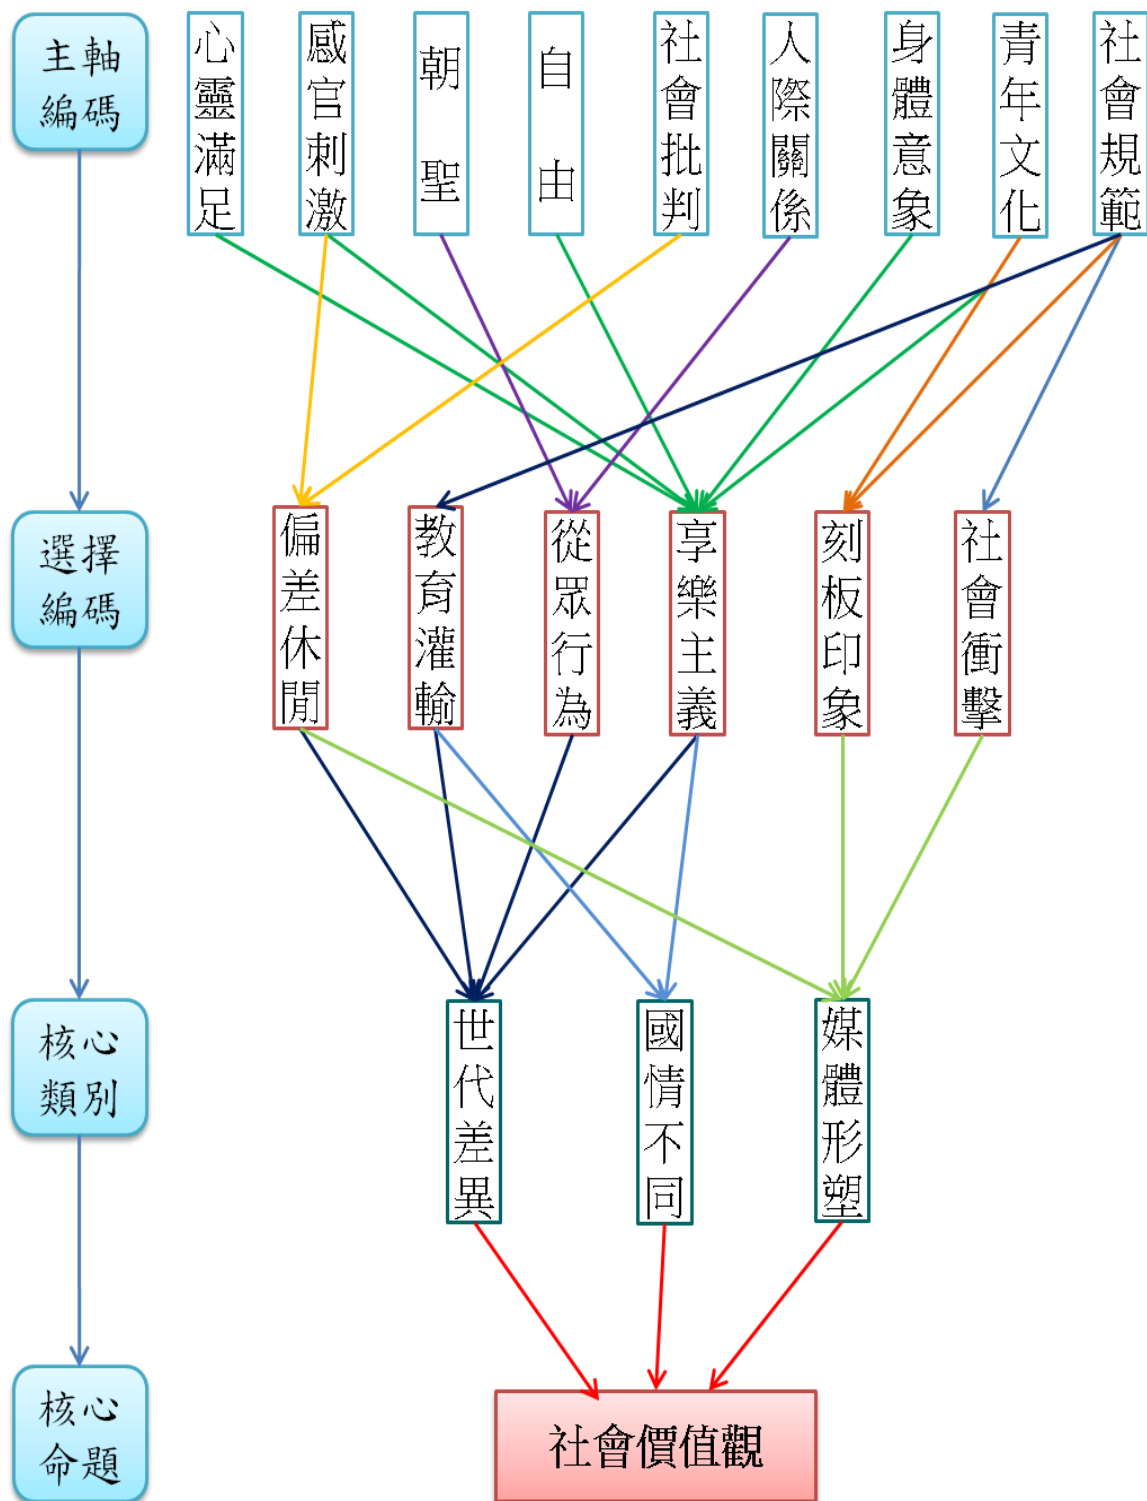 主軸
編碼
心靈滿足
感官刺激
朝聖
自由
社會批判
人際關係
身體意象
青年文化
社會規範
選擇
編碼
偏差休閒
教育灌輸
從眾行為
享樂主義
刻板印象
社會衝擊
核心
類別
世代差異
國情不同
媒體形塑
核心
命題
社會價值觀